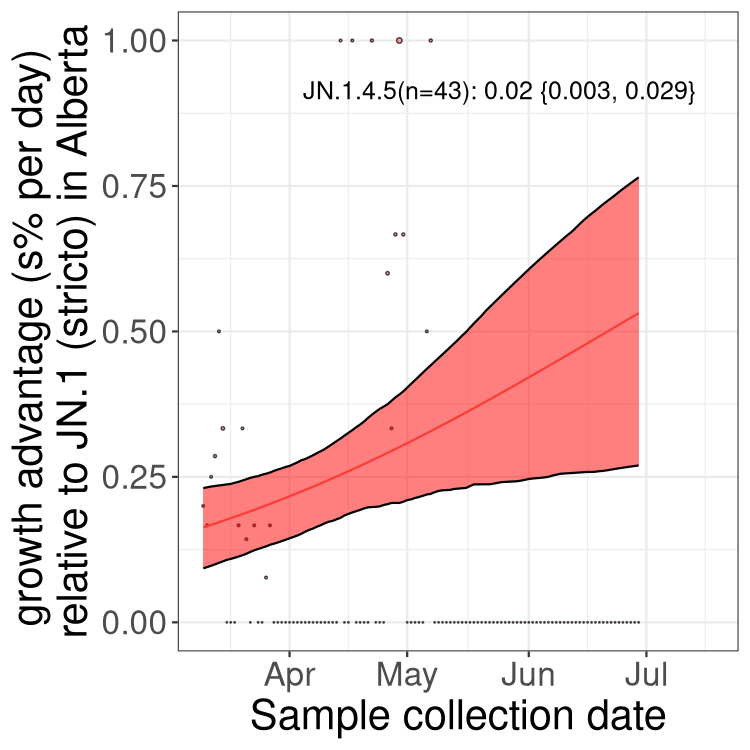 growth advantage (s% per day)
relative to JN.1 (stricto) in Alberta
1.00
0.75
0.50
0.25
0.00
JN.1.4.5(n=43): 0.02 {0.003, 0.029}
Apr May Jun Jul
Sample collection date